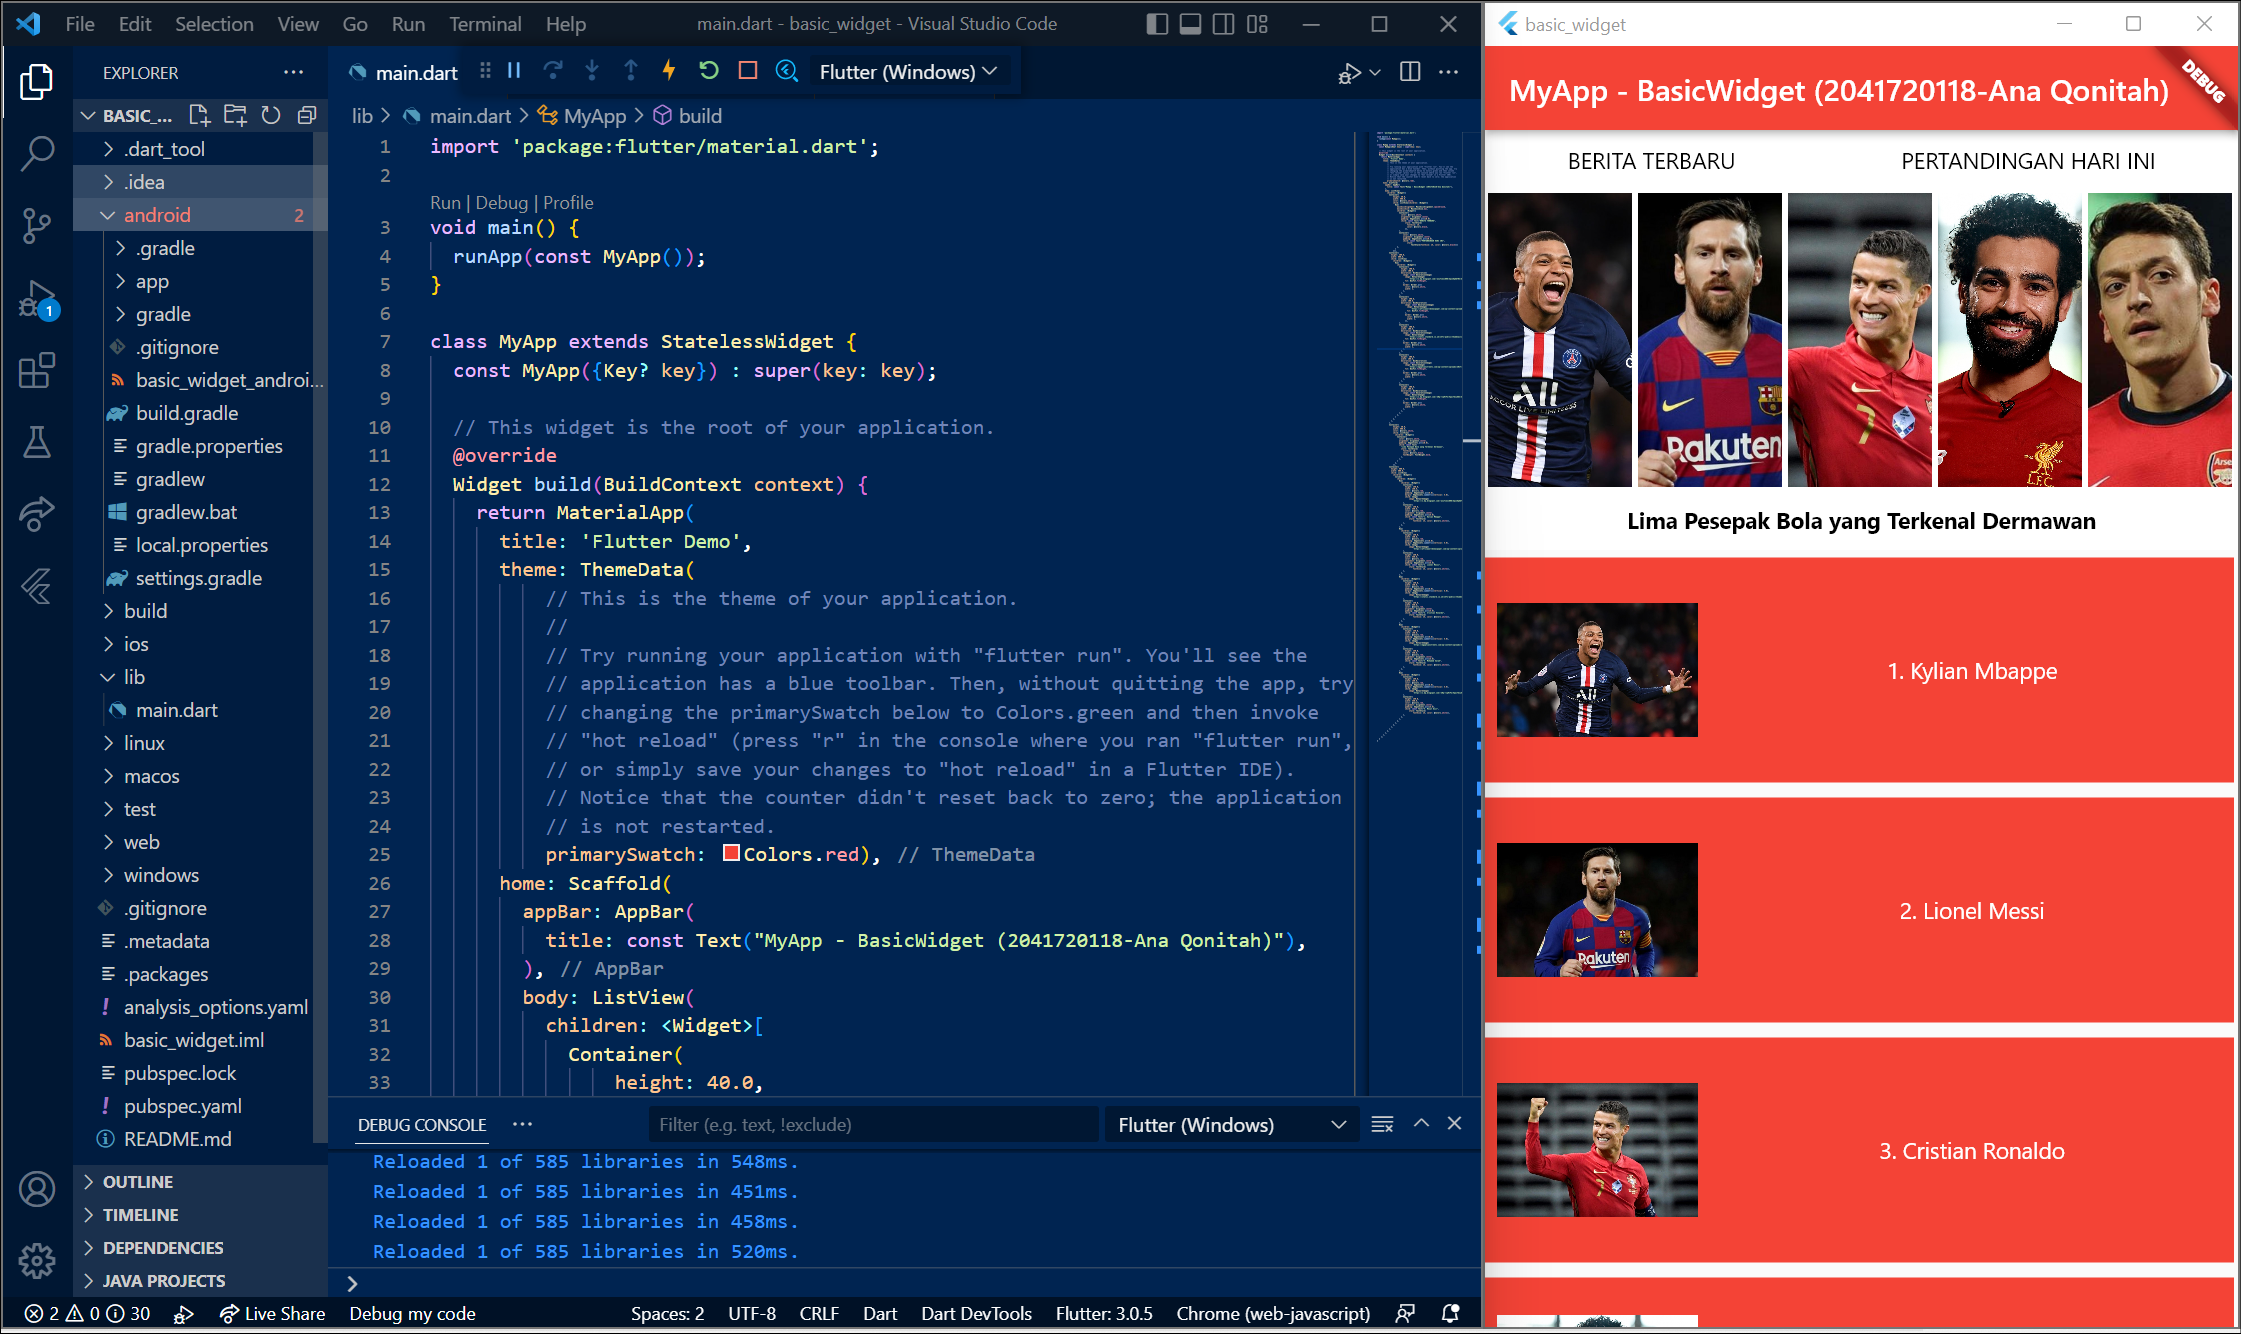 File Edit Selection View Go Run Terminal Help
main.dart - basic_widget - Visual Studio Code
EXPLORER
BASIC_...
.dart_tool
.idea
android 2
.gradle
app
gradle
.gitignore
basic_widget_androi...
build.gradle
gradle.properties
gradlew
gradlew.bat
local.properties
settings.gradle
build
ios
lib
main.dart
linux
macos
test
web
windows
.gitignore
.metadata
.packages
analysis_options.yaml
basic_widget.iml
pubspec.lock
pubspec.yaml
README.md
OUTLINE
TIMELINE
DEPENDENCIES
JAVA PROJECTS
1
main.dart
Flutter (Windows)
lib > main.dart > MyApp > build
1 import 'package:flutter/material.dart';
2
Run | Debug | Profile
3 void main() {
4 runApp(const MyApp());
5 }
6
7 class MyApp extends StatelessWidget {
8 const MyApp({Key? key}) : super(key: key);
9
10 // This widget is the root of your application.
11 @override
12 Widget build(BuildContext context) {
13 return MaterialApp(
14 title: 'Flutter Demo',
15 theme: ThemeData(
16 // This is the theme of your application.
17 //
18 // Try running your application with "flutter run". You'll see the
19 // application has a blue toolbar. Then, without quitting the app, try
20 // changing the primarySwatch below to Colors.green and then invoke
21 // "hot reload" (press "r" in the console where you ran "flutter run",
22 // or simply save your changes to "hot reload" in a Flutter IDE).
23 // Notice that the counter didn't reset back to zero; the application
24 // is not restarted.
25 primarySwatch: Colors.red), // ThemeData
26 home: Scaffold(
27 appBar: AppBar(
28 title: const Text("MyApp - BasicWidget (2041720118-Ana Qonitah)"),
29 ), // AppBar
30 body: ListView(
31 children: <Widget>[
32 Container(
33 height: 40.0,
DEBUG CONSOLE
Filter (e.g. text, !exclude)
Flutter (Windows)
Reloaded 1 of 585 libraries in 548ms.
Reloaded 1 of 585 libraries in 451ms.
Reloaded 1 of 585 libraries in 458ms.
Reloaded 1 of 585 libraries in 520ms.
>
2 0 30 Live Share Debug my code Spaces: 2 UTF-8 CRLF Dart Dart DevTools Flutter: 3.0.5 Chrome (web-javascript)
basic_widget
MyApp - BasicWidget (2041720118-Ana Qonitah)
DEBUG
BERITA TERBARU PERTANDINGAN HARI INI
ALL
Rakuten
7
L.F.C.
Arse
Lima Pesepak Bola yang Terkenal Dermawan
1. Kylian Mbappe
ALL
2. Lionel Messi
Rakuten
3. Cristian Ronaldo
7